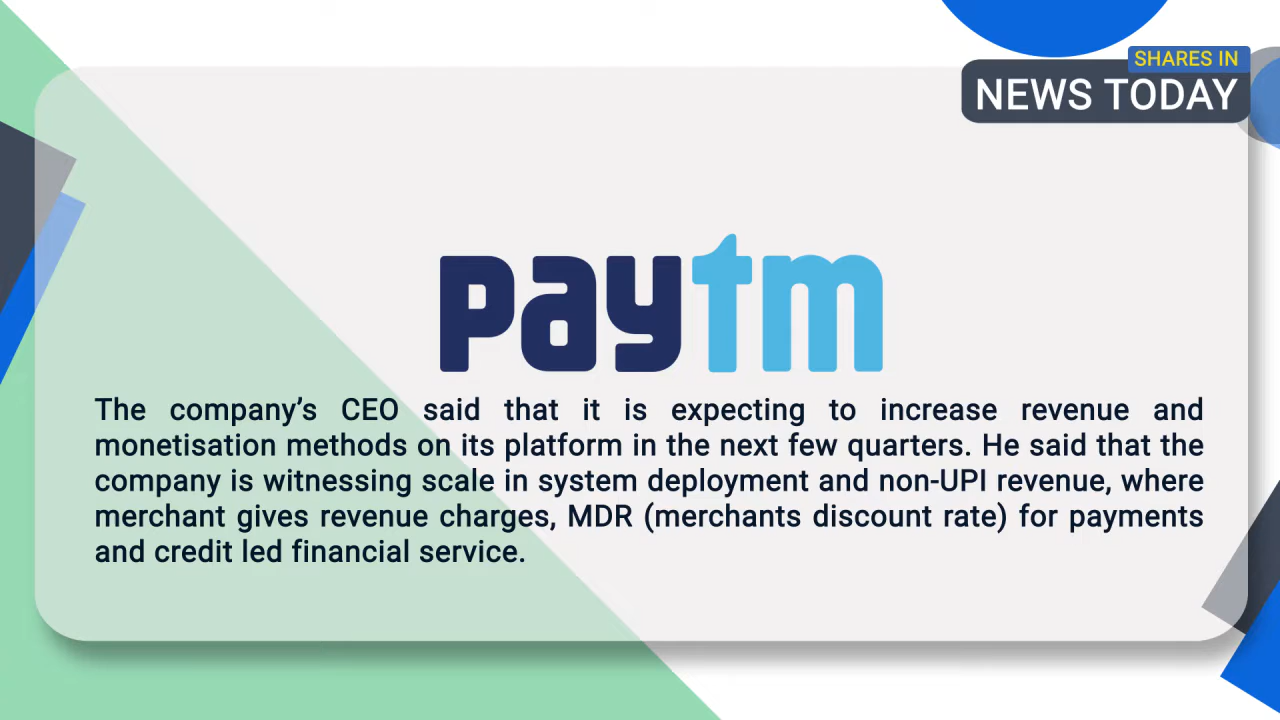 SHARES IN
NEWS TODAY
paytm
The company’s CEO said that it is expecting to increase revenue and
monetisation methods on its platform in the next few quarters. He said that the
company is witnessing scale in system deployment and non-UPI revenue, where
merchant gives revenue charges, MDR (merchants discount rate) for payments
and credit led financial service.